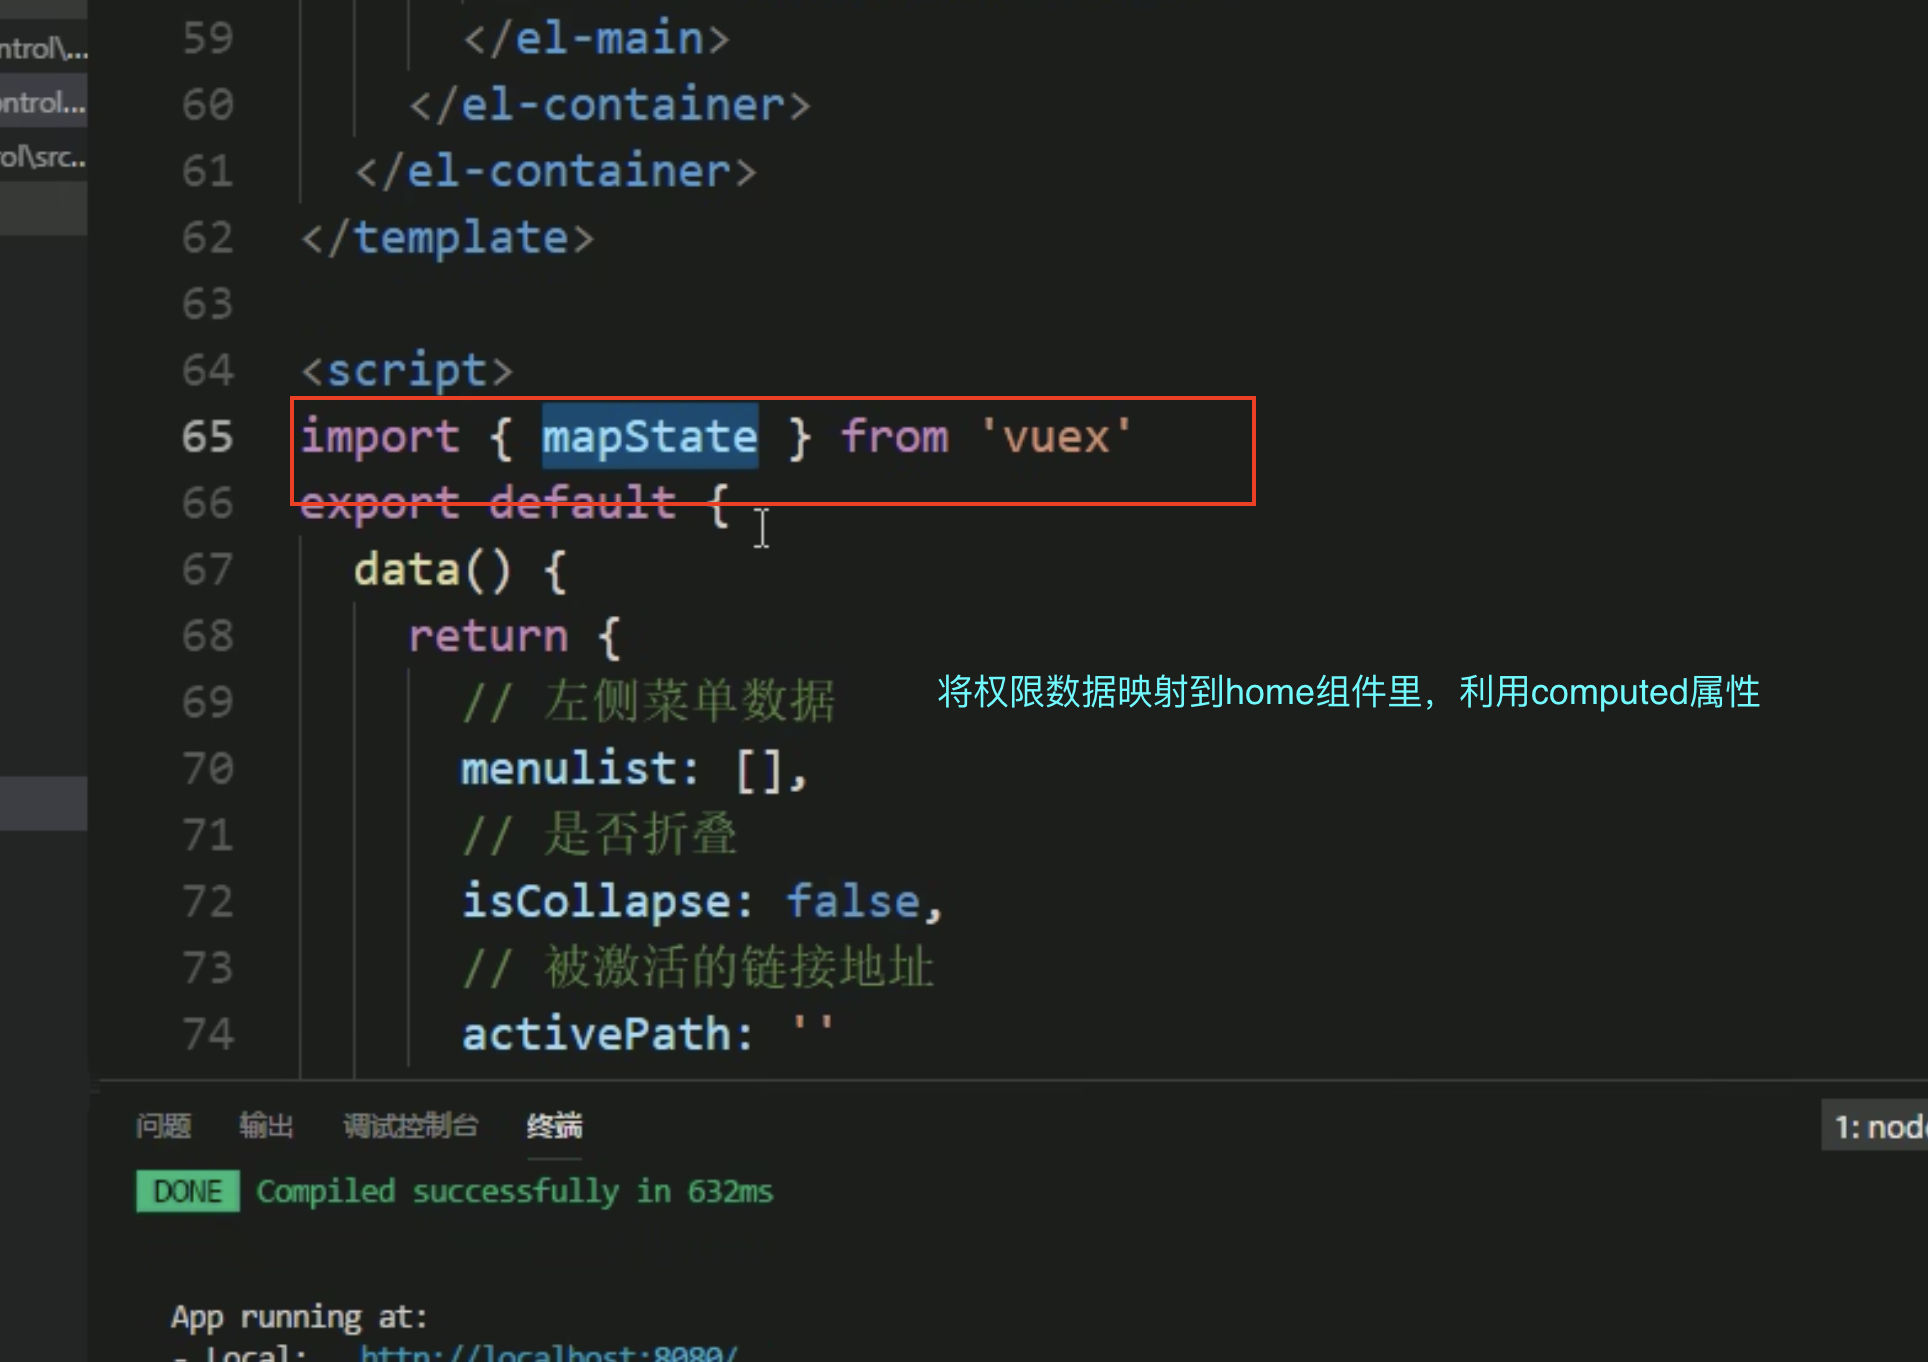 ntrol\...
ontrol...
rol\src..
59 </el-main>
60 </el-container>
61 </el-container>
62 </template>
63
64 <script>
65 import { mapState } from 'vuex'
66 export default {
67 data() {
68 return {
69 // 左侧菜单数据
将权限数据映射到home组件里，利用computed属性
70 menulist: [],
71 // 是否折叠
72 isCollapse: false,
73 // 被激活的链接地址
74 activePath: ''
问题 输出 调试控制台 终端
1: node
DONE Compiled successfully in 632ms
App running at:
- Local: http://localhost:8080/